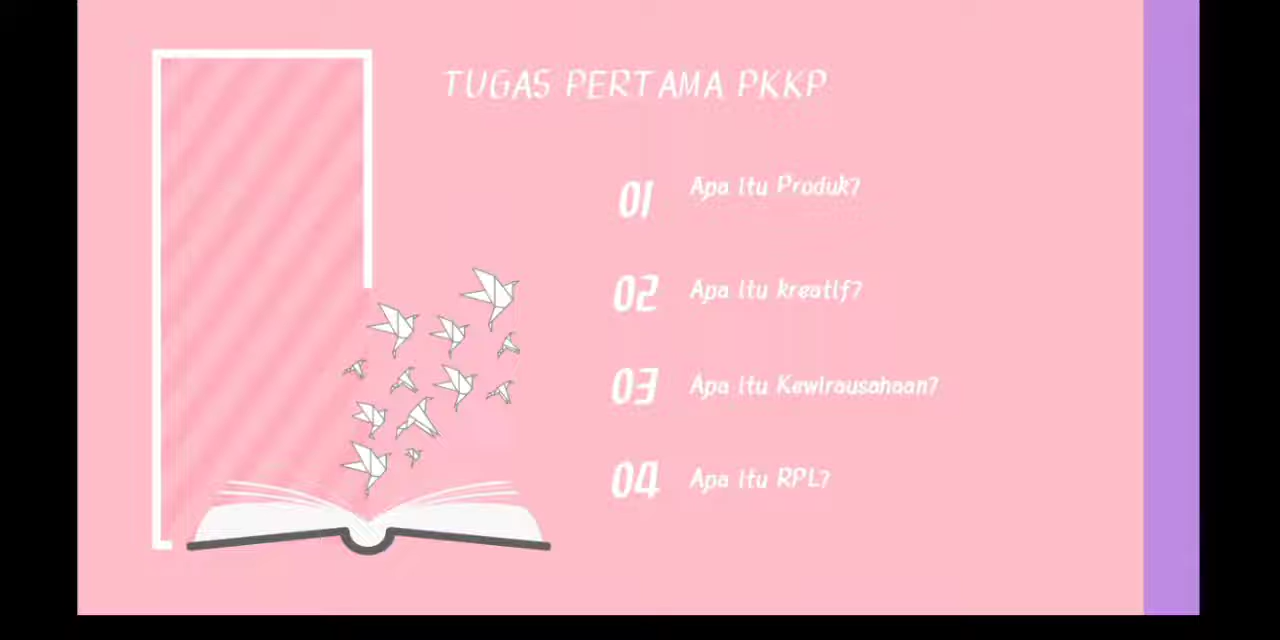 TUGAS PERTAMA PKKP
01 Apa Itu Produk?
02 Apa Itu kreatif?
03 Apa Itu Kewirausahaan?
04 Apa Itu RPL?